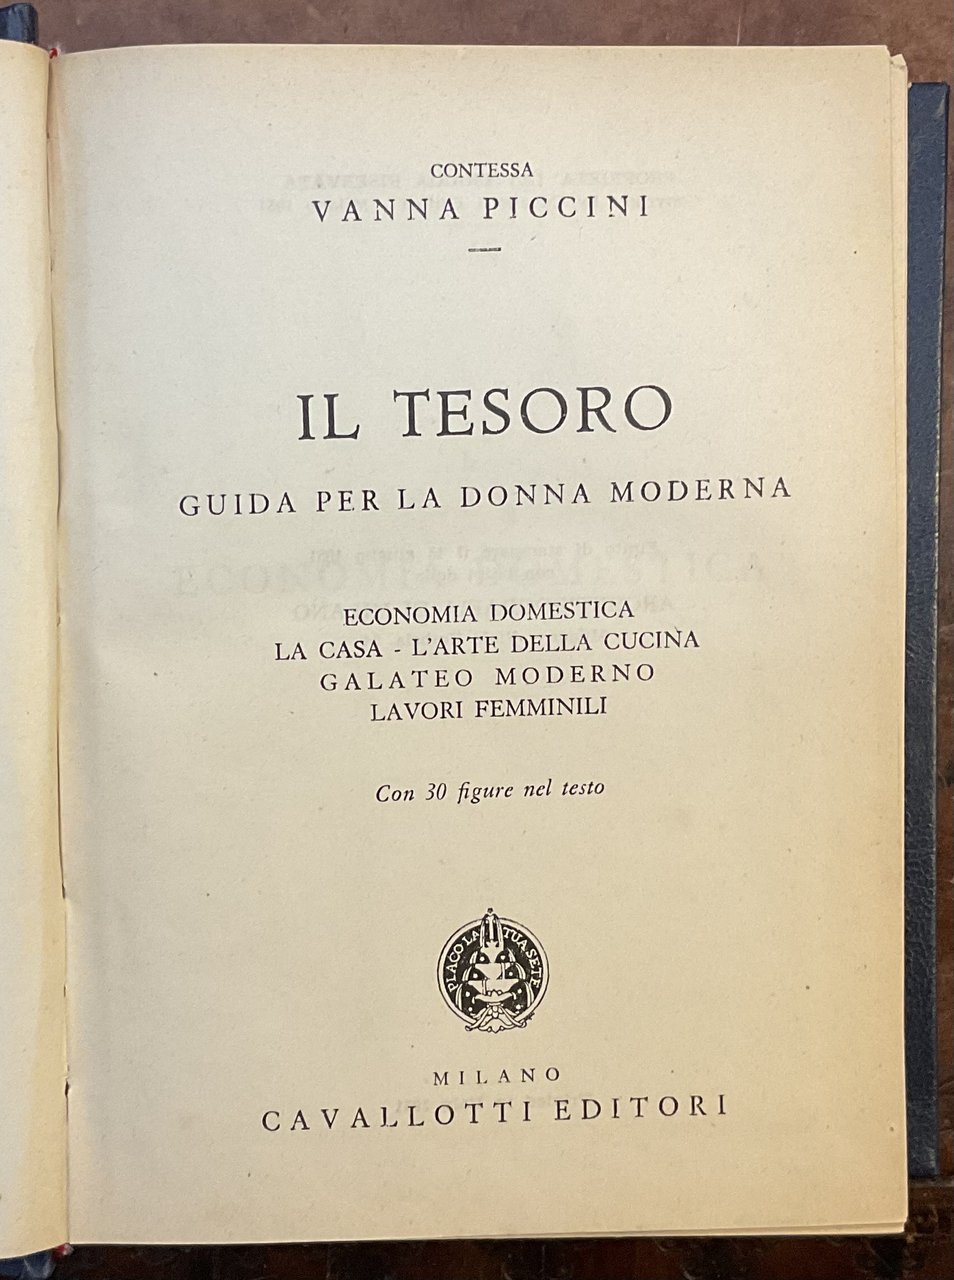 CONTESSA
VANNA PICCINI
IL TESORO
GUIDA PER LA DONNA MODERNA
ECONOMIA DOMESTICA
LA CASA - L'ARTE DELLA CUCINA
GALATEO MODERNO
LAVORI FEMMINILI
Con 30 figure nel testo
PLACO LA TUA SETE
MILANO
CAVALLOTTI EDITORI